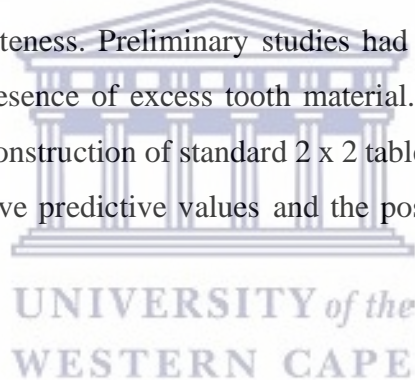 teness. Preliminary studies had
esence of excess tooth material.
onstruction of standard 2 x 2 table
ve predictive values and the pos
UNIVERSITY of the
WESTERN CAPE